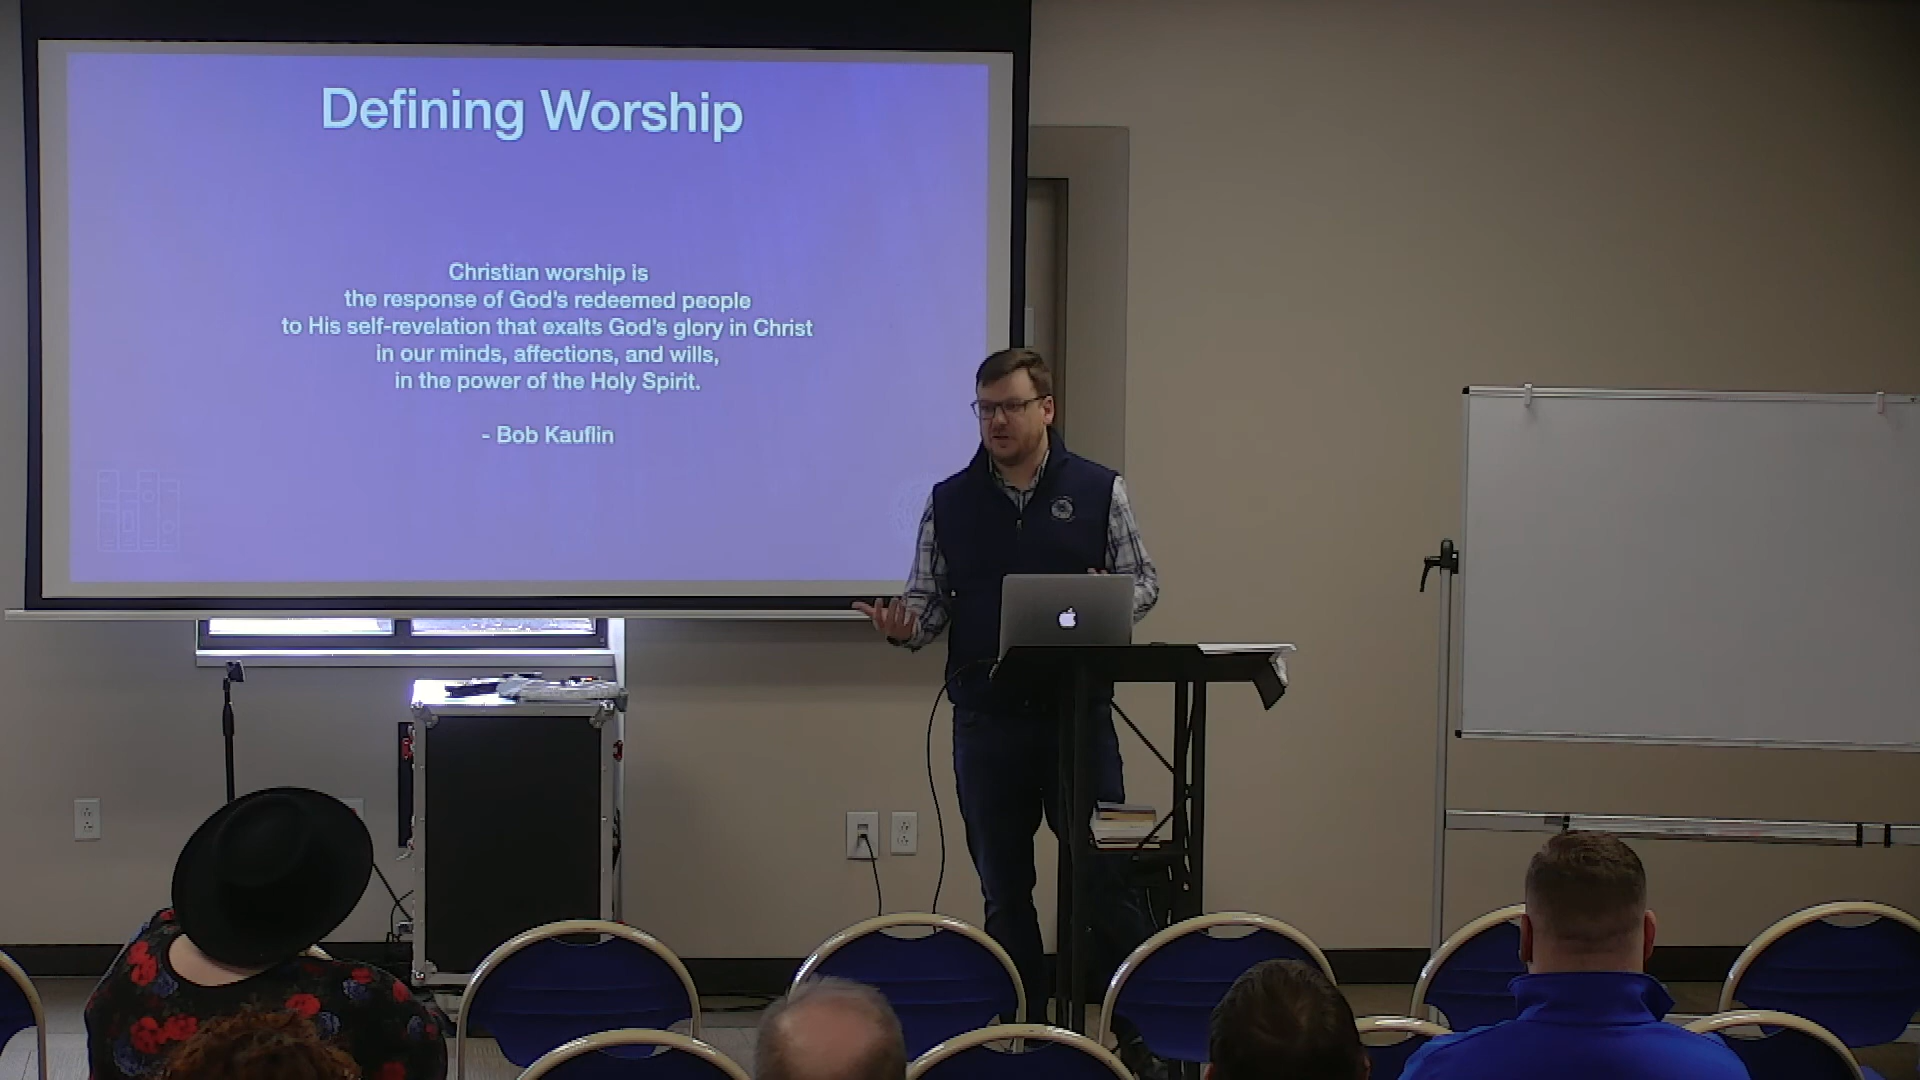 Defining Worship
Christian worship is
the response of God's redeemed people
to His self-revelation that exalts God's glory in Christ
in our minds, affections, and wills,
in the power of the Holy Spirit.
- Bob Kauflin